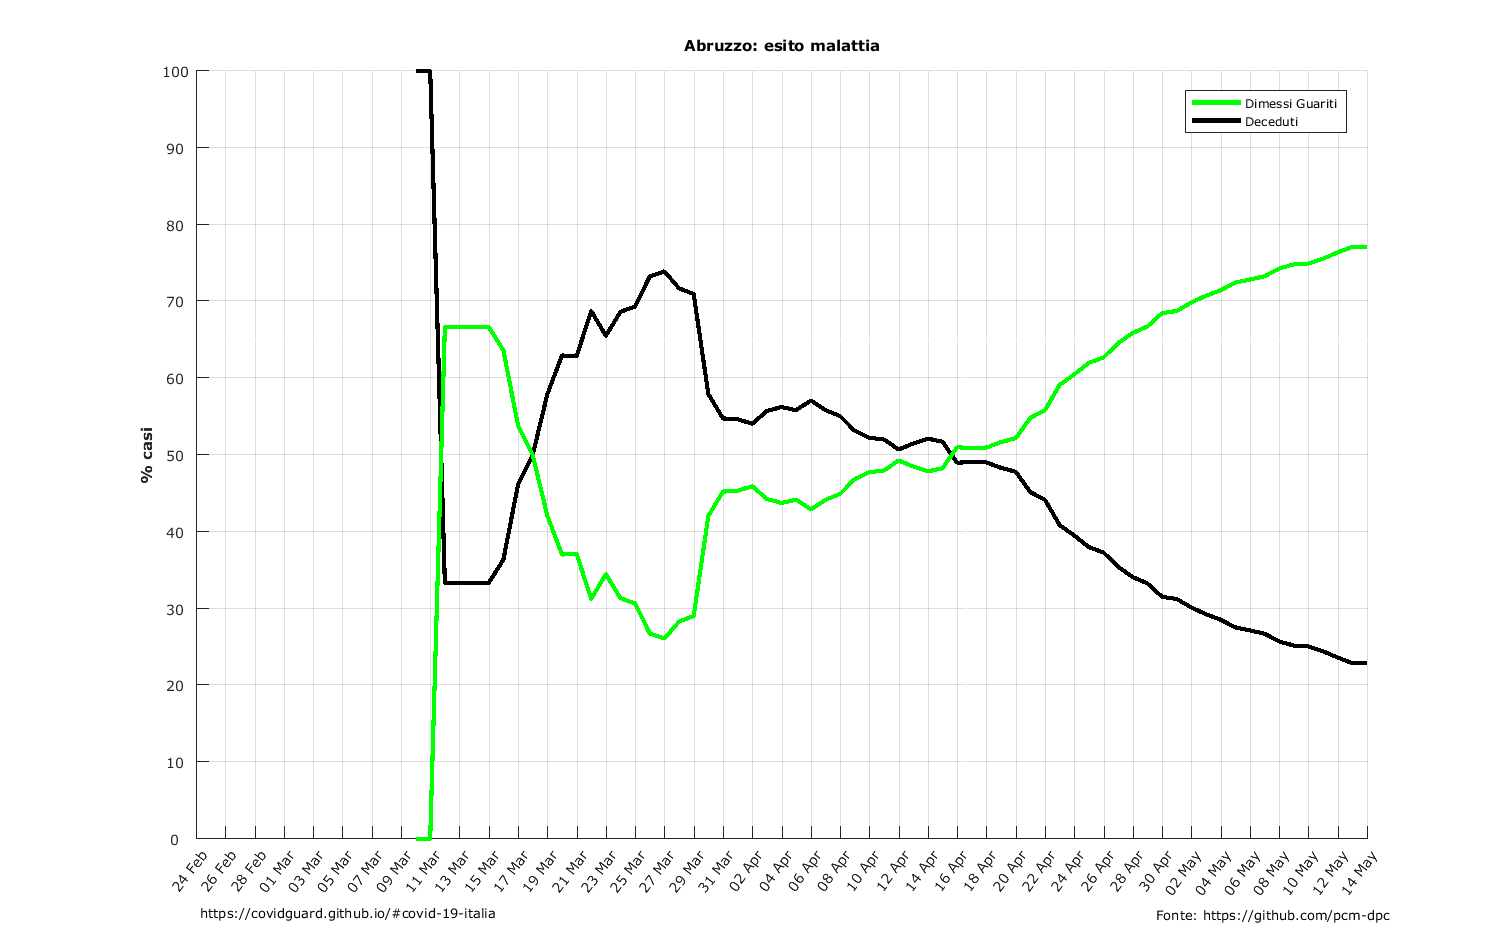 Abruzzo: esito malattia
100
90
80
70
60
50
40
30
20
10
0
% casi
Dimessi Guariti
Deceduti
24 Feb
26 Feb
28 Feb
01 Mar
03 Mar
05 Mar
07 Mar
09 Mar
11 Mar
13 Mar
15 Mar
17 Mar
19 Mar
21 Mar
23 Mar
25 Mar
27 Mar
29 Mar
31 Mar
02 Apr
04 Apr
06 Apr
08 Apr
10 Apr
12 Apr
14 Apr
16 Apr
18 Apr
20 Apr
22 Apr
24 Apr
26 Apr
28 Apr
30 Apr
02 May
04 May
06 May
08 May
10 May
12 May
14 May
https://covidguard.github.io/#covid-19-italia
Fonte: https://github.com/pcm-dpc